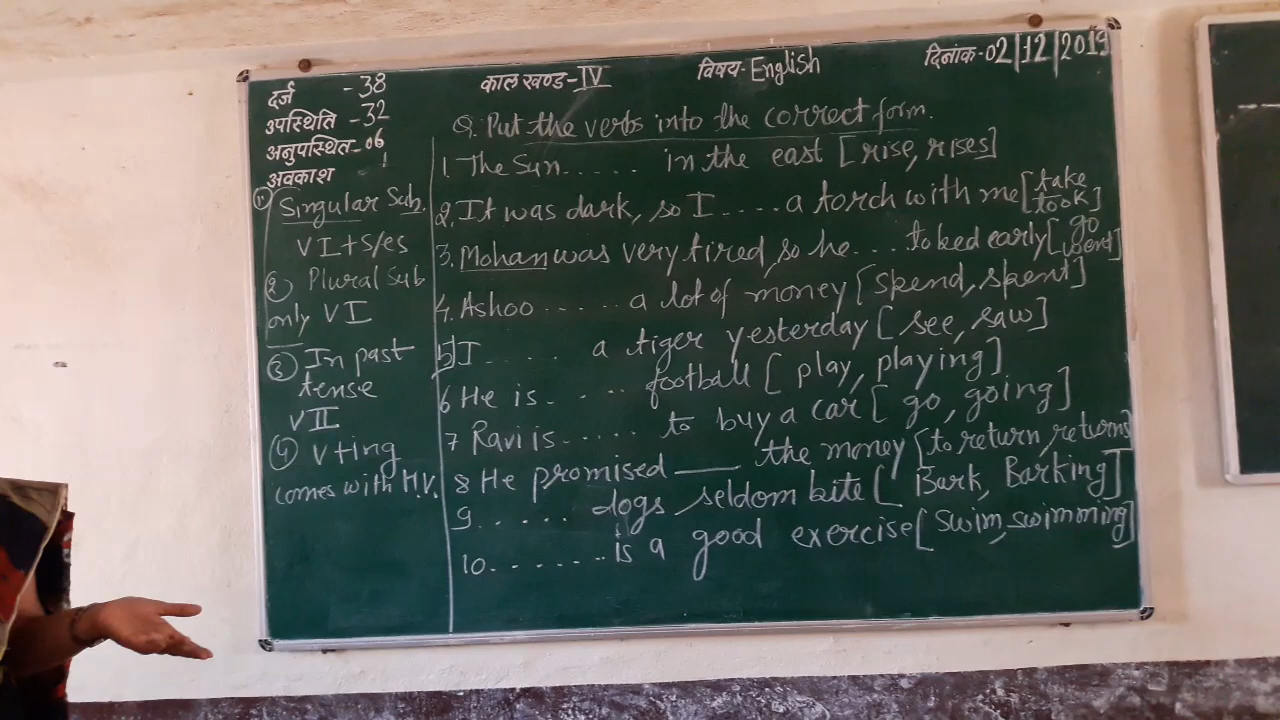 दर्ज - 38
उपस्थिति - 32
अनुपस्थित - 06
अवकाश
काल खण्ड - IV
विषय - English
दिनांक - 02/12/2019
① Singular Sub.
V I + s/es
② Plural Sub
only V I
③ In past
tense
V II
④ V+ing
comes with H.V.
Q. Put the verbs into the correct form.
1. The Sun ..... in the east [rise, rises]
2. It was dark, so I .... a torch with me [take took]
3. Mohan was very tired, so he ... to bed early [go went]
4. Ashoo ...... a lot of money [spend, spent]
5. I ...... a tiger yesterday [see, saw]
6 He is .... football [play, playing]
7 Ravi is ..... to buy a car [go, going]
8 He promised ___ the money [to return, returns]
9 ..... dogs seldom bite [Bark, Barking]
10. ....... is a good exercise [swim, swimming]